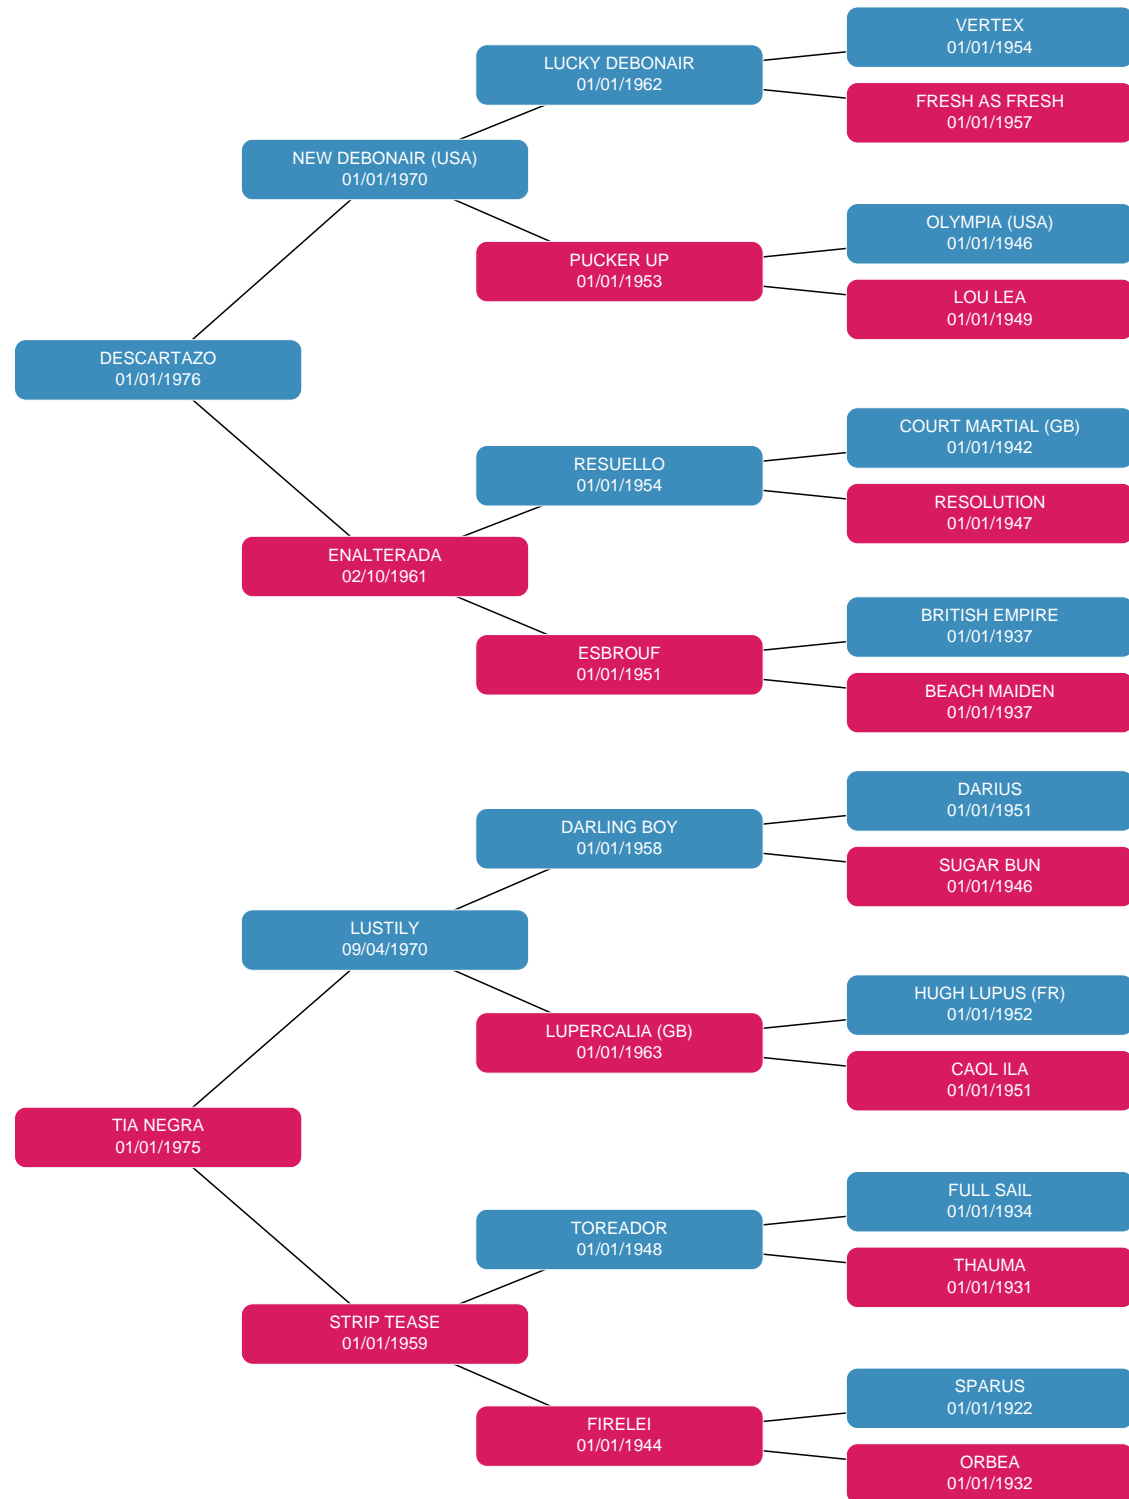 VERTEX
01/01/1954
LUCKY DEBONAIR
01/01/1962
FRESH AS FRESH
01/01/1957
NEW DEBONAIR (USA)
01/01/1970
OLYMPIA (USA)
01/01/1946
PUCKER UP
01/01/1953
LOU LEA
01/01/1949
DESCARTAZO
01/01/1976
COURT MARTIAL (GB)
01/01/1942
RESUELLO
01/01/1954
RESOLUTION
01/01/1947
ENALTERADA
02/10/1961
BRITISH EMPIRE
01/01/1937
ESBROUF
01/01/1951
BEACH MAIDEN
01/01/1937
DARIUS
01/01/1951
DARLING BOY
01/01/1958
SUGAR BUN
01/01/1946
LUSTILY
09/04/1970
HUGH LUPUS (FR)
01/01/1952
LUPERCALIA (GB)
01/01/1963
CAOL ILA
01/01/1951
TIA NEGRA
01/01/1975
FULL SAIL
01/01/1934
TOREADOR
01/01/1948
THAUMA
01/01/1931
STRIP TEASE
01/01/1959
SPARUS
01/01/1922
FIRELEI
01/01/1944
ORBEA
01/01/1932